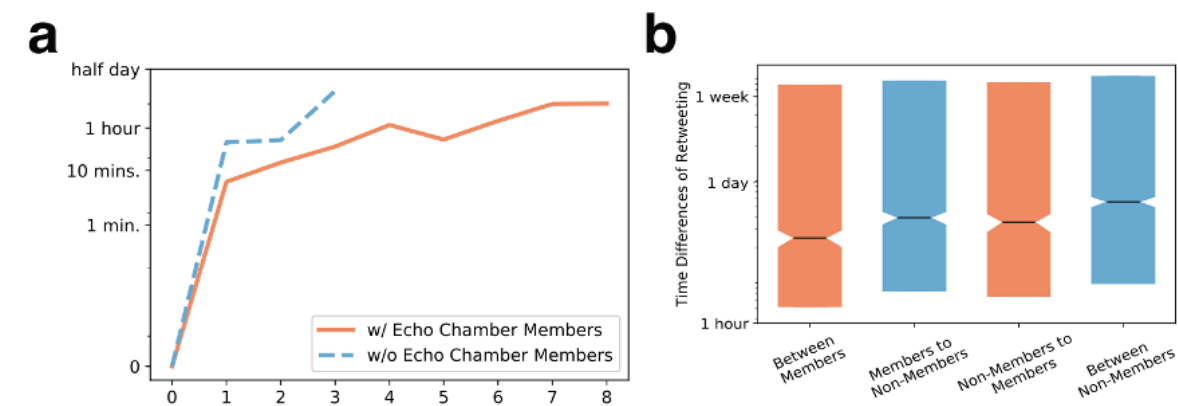 a
half day
1 hour
10 mins.
1 min.
0
w/ Echo Chamber Members
w/o Echo Chamber Members
0 1 2 3 4 5 6 7 8
b
Time Differences of Retweeting
1 week
1 day
1 hour
Between
Members
Members to
Non-Members
Non-Members to
Members
Between
Non-Members